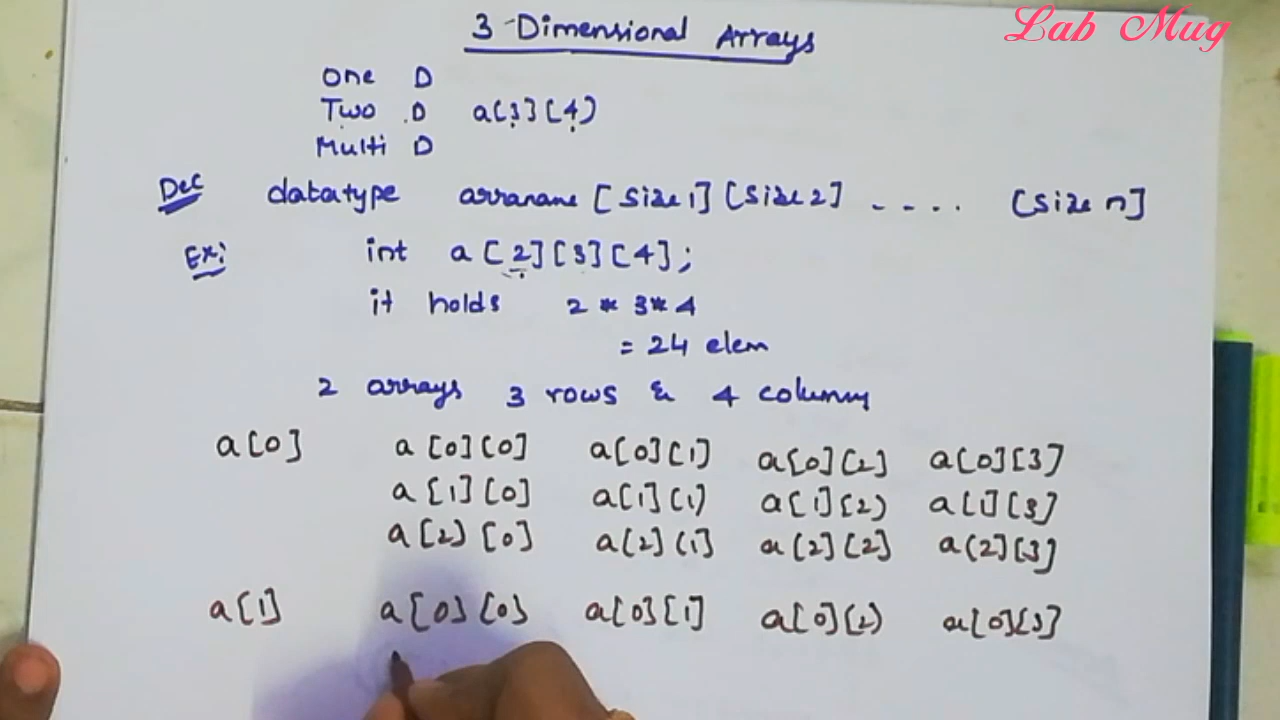 Lab Mug
3-Dimensional Arrays
One D
Two D a[3][4]
Multi D
Dec datatype arraname [size1] [size2] ---.. [size n]
Ex: int a[2][3][4];
it holds 2 * 3 * 4
= 24 elem
2 arrays 3 rows & 4 columns
a[0] a[0][0] a[0][1] a[0][2] a[0][3]
a[1][0] a[1][1] a[1][2] a[1][3]
a[2][0] a[2][1] a[2][2] a[2][3]
a[1] a[0][0] a[0][1] a[0][2] a[0][3]